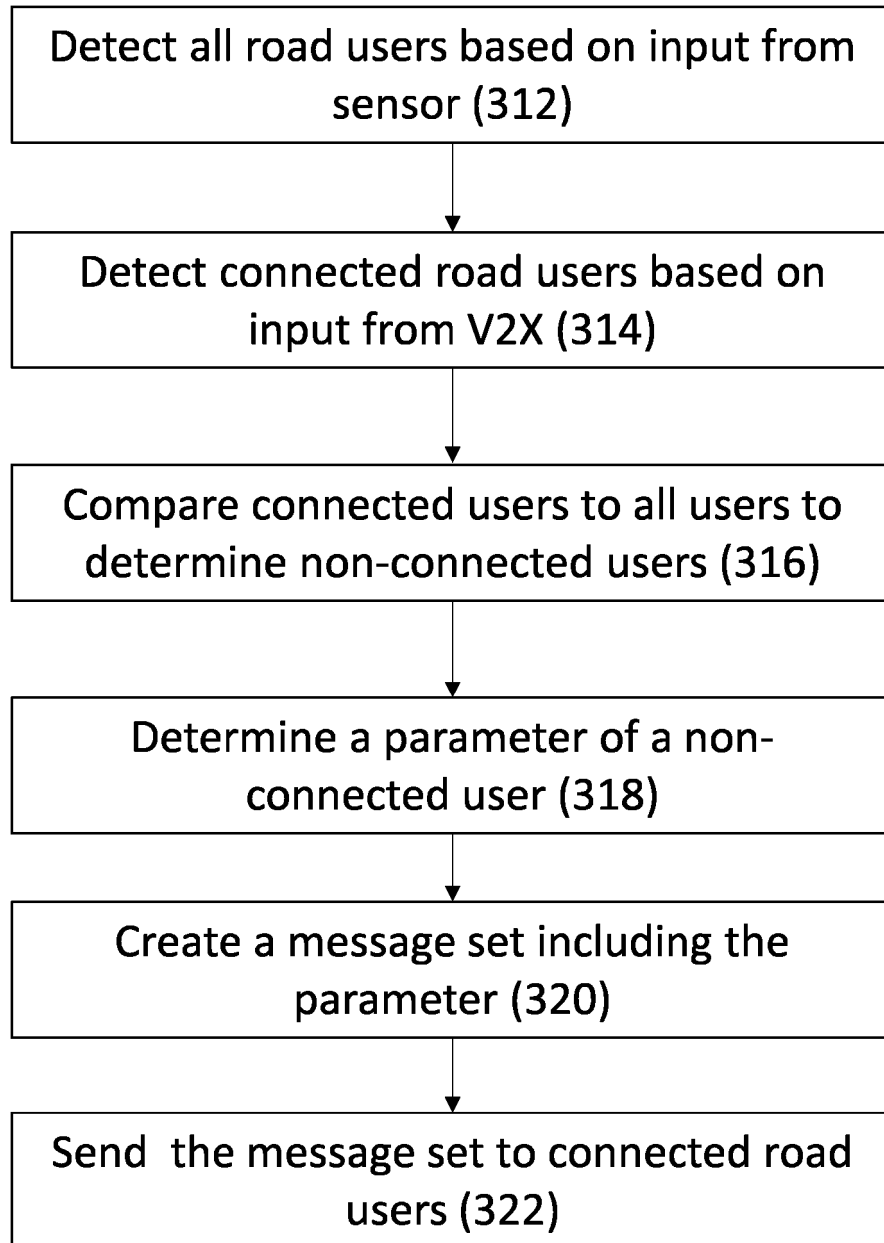 Detect all road users based on input from
sensor (312)
Detect connected road users based on
input from V2X (314)
Compare connected users to all users to
determine non-connected users (316)
Determine a parameter of a non-
connected user (318)
Create a message set including the
parameter (320)
Send the message set to connected road
users (322)